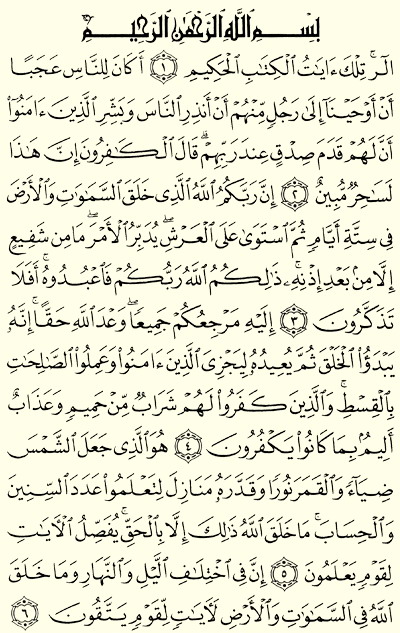 بِسْمِ ٱللَّهِ ٱلرَّحْمَٰنِ ٱلرَّحِيمِ
الٓر ۚ تِلْكَ ءَايَٰتُ ٱلْكِتَٰبِ ٱلْحَكِيمِ ١ أَكَانَ لِلنَّاسِ عَجَبًا
أَنْ أَوْحَيْنَآ إِلَىٰ رَجُلٍ مِّنْهُمْ أَنْ أَنذِرِ ٱلنَّاسَ وَبَشِّرِ ٱلَّذِينَ ءَامَنُوٓا۟
أَنَّ لَهُمْ قَدَمَ صِدْقٍ عِندَ رَبِّهِمْ ۗ قَالَ ٱلْكَٰفِرُونَ إِنَّ هَٰذَا
لَسَٰحِرٌ مُّبِينٌ ٢ إِنَّ رَبَّكُمُ ٱللَّهُ ٱلَّذِى خَلَقَ ٱلسَّمَٰوَٰتِ وَٱلْأَرْضَ
فِى سِتَّةِ أَيَّامٍ ثُمَّ ٱسْتَوَىٰ عَلَى ٱلْعَرْشِ ۖ يُدَبِّرُ ٱلْأَمْرَ ۖ مَا مِن شَفِيعٍ
إِلَّا مِنۢ بَعْدِ إِذْنِهِۦ ۚ ذَٰلِكُمُ ٱللَّهُ رَبُّكُمْ فَٱعْبُدُوهُ ۚ أَفَلَا
تَذَكَّرُونَ ٣ إِلَيْهِ مَرْجِعُكُمْ جَمِيعًا ۖ وَعْدَ ٱللَّهِ حَقًّا ۚ إِنَّهُۥ
يَبْدَؤُا۟ ٱلْخَلْقَ ثُمَّ يُعِيدُهُۥ لِيَجْزِىَ ٱلَّذِينَ ءَامَنُوا۟ وَعَمِلُوا۟ ٱلصَّٰلِحَٰتِ
بِٱلْقِسْطِ ۚ وَٱلَّذِينَ كَفَرُوا۟ لَهُمْ شَرَابٌ مِّنْ حَمِيمٍ وَعَذَابٌ
أَلِيمٌۢ بِمَا كَانُوا۟ يَكْفُرُونَ ٤ هُوَ ٱلَّذِى جَعَلَ ٱلشَّمْسَ
ضِيَآءً وَٱلْقَمَرَ نُورًا وَقَدَّرَهُۥ مَنَازِلَ لِتَعْلَمُوا۟ عَدَدَ ٱلسِّنِينَ
وَٱلْحِسَابَ ۚ مَا خَلَقَ ٱللَّهُ ذَٰلِكَ إِلَّا بِٱلْحَقِّ ۚ يُفَصِّلُ ٱلْءَايَٰتِ
لِقَوْمٍ يَعْلَمُونَ ٥ إِنَّ فِى ٱخْتِلَٰفِ ٱلَّيْلِ وَٱلنَّهَارِ وَمَا خَلَقَ
ٱللَّهُ فِى ٱلسَّمَٰوَٰتِ وَٱلْأَرْضِ لَءَايَٰتٍ لِّقَوْمٍ يَتَّقُونَ ٦